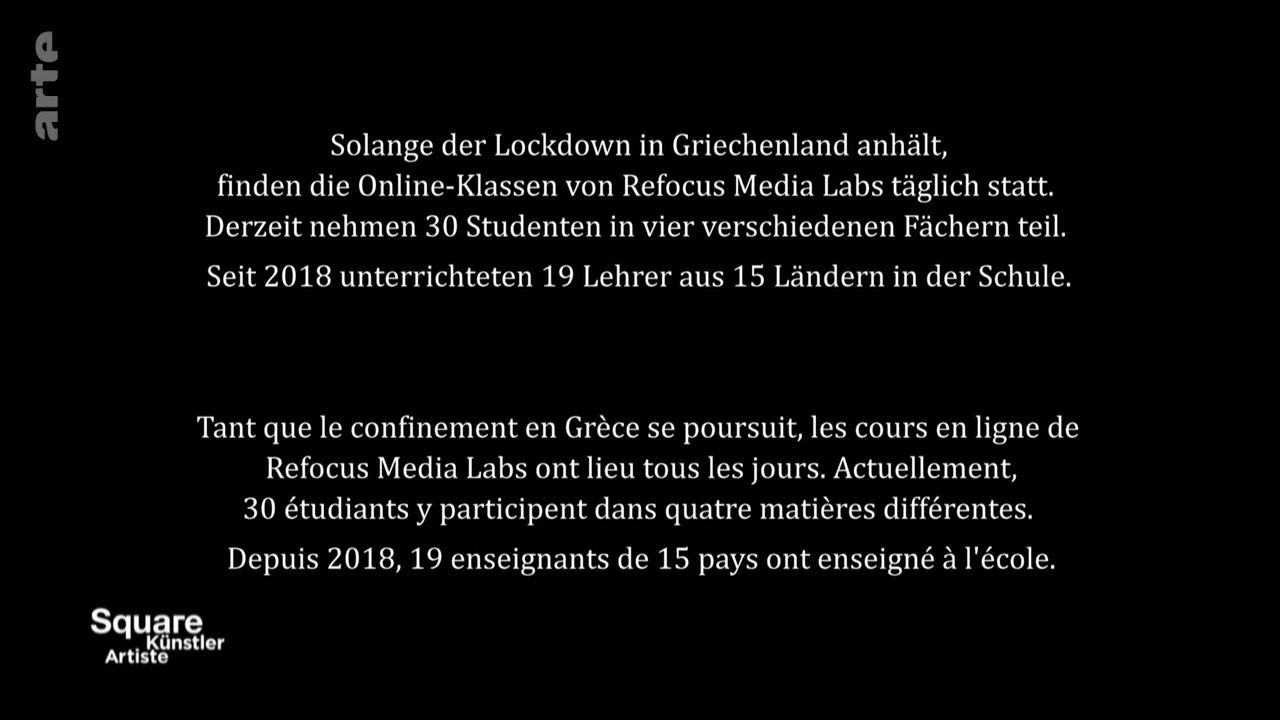 arte
Solange der Lockdown in Griechenland anhält,
finden die Online-Klassen von Refocus Media Labs täglich statt.
Derzeit nehmen 30 Studenten in vier verschiedenen Fächern teil.
Seit 2018 unterrichteten 19 Lehrer aus 15 Ländern in der Schule.
Tant que le confinement en Grèce se poursuit, les cours en ligne de
Refocus Media Labs ont lieu tous les jours. Actuellement,
30 étudiants y participent dans quatre matières différentes.
Depuis 2018, 19 enseignants de 15 pays ont enseigné à l'école.
Square
Künstler
Artiste